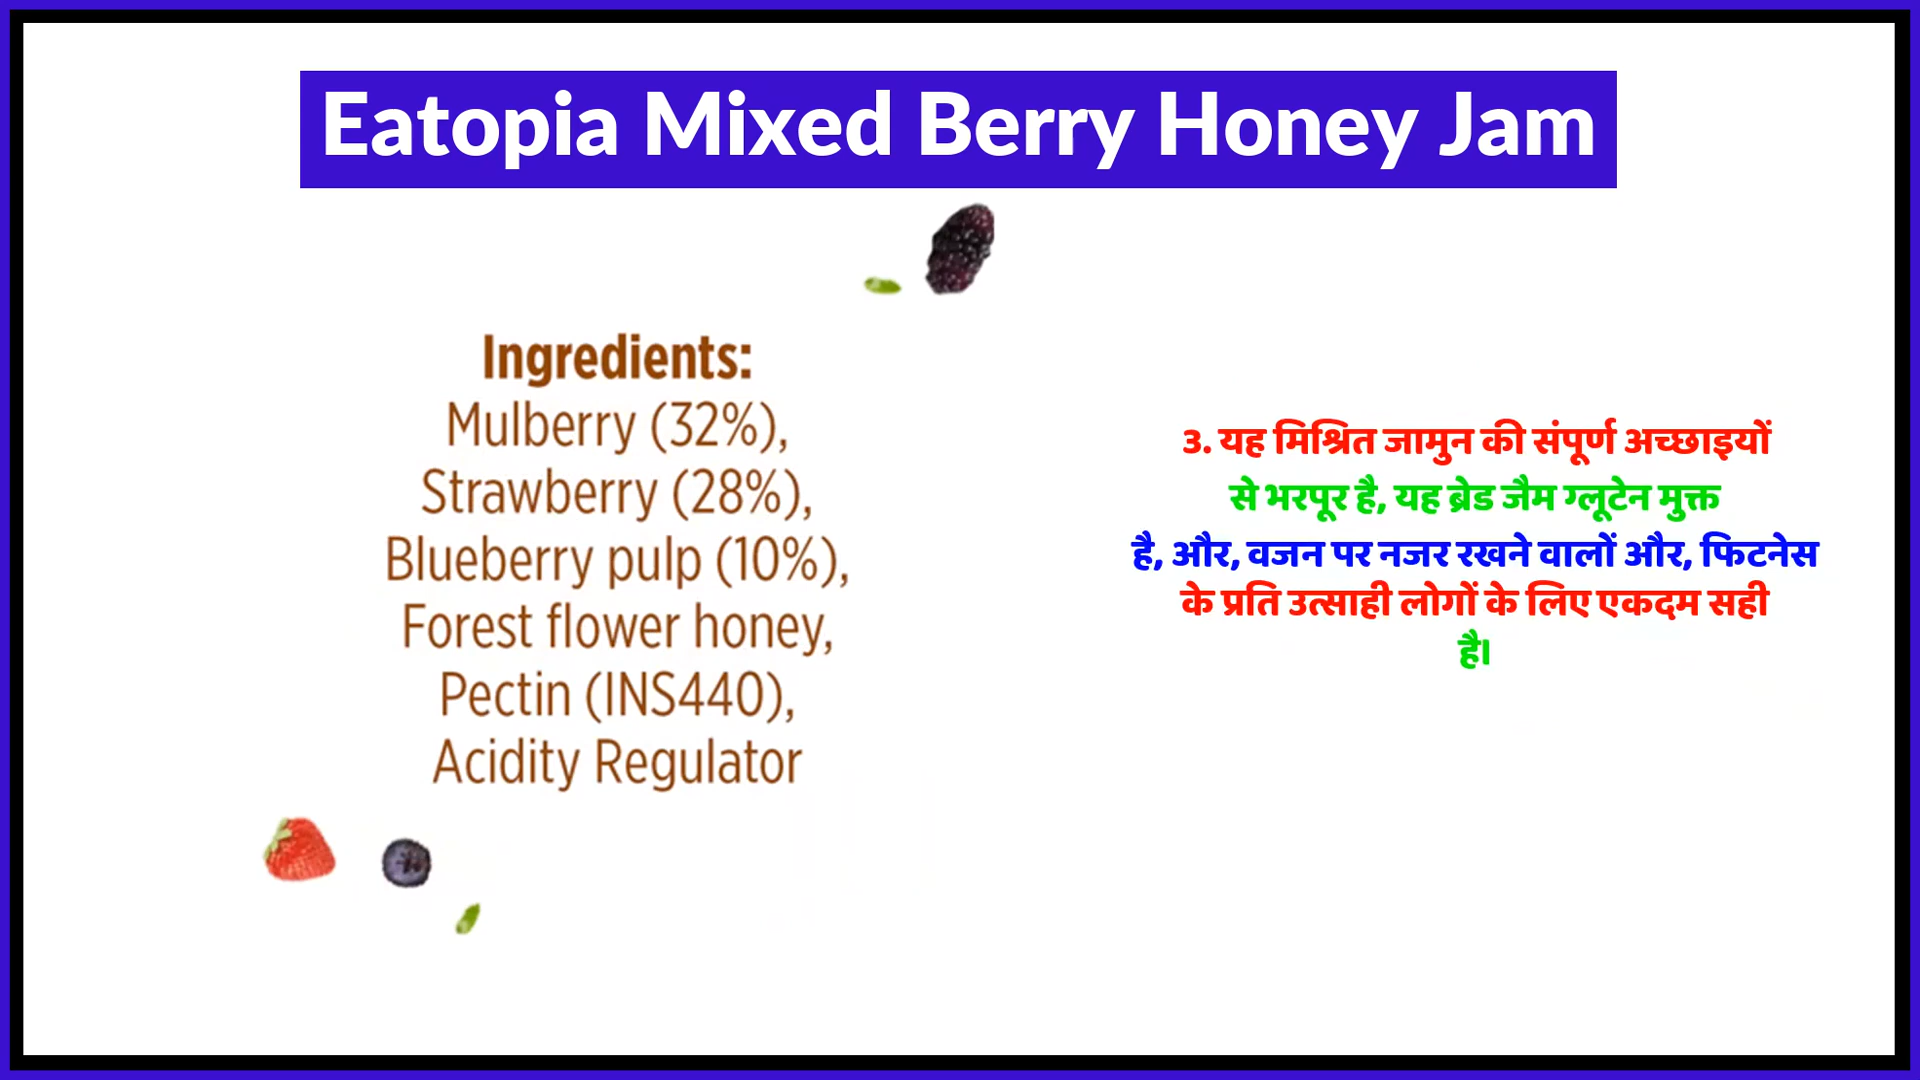 Eatopia Mixed Berry Honey Jam
Ingredients:
Mulberry (32%),
Strawberry (28%),
Blueberry pulp (10%),
Forest flower honey,
Pectin (INS440),
Acidity Regulator
3. यह मिश्रित जामुन की संपूर्ण अच्छाइयों
से भरपूर है, यह ब्रेड जैम ग्लूटेन मुक्त
है, और, वजन पर नजर रखने वालों और, फिटनेस
के प्रति उत्साही लोगों के लिए एकदम सही
है।